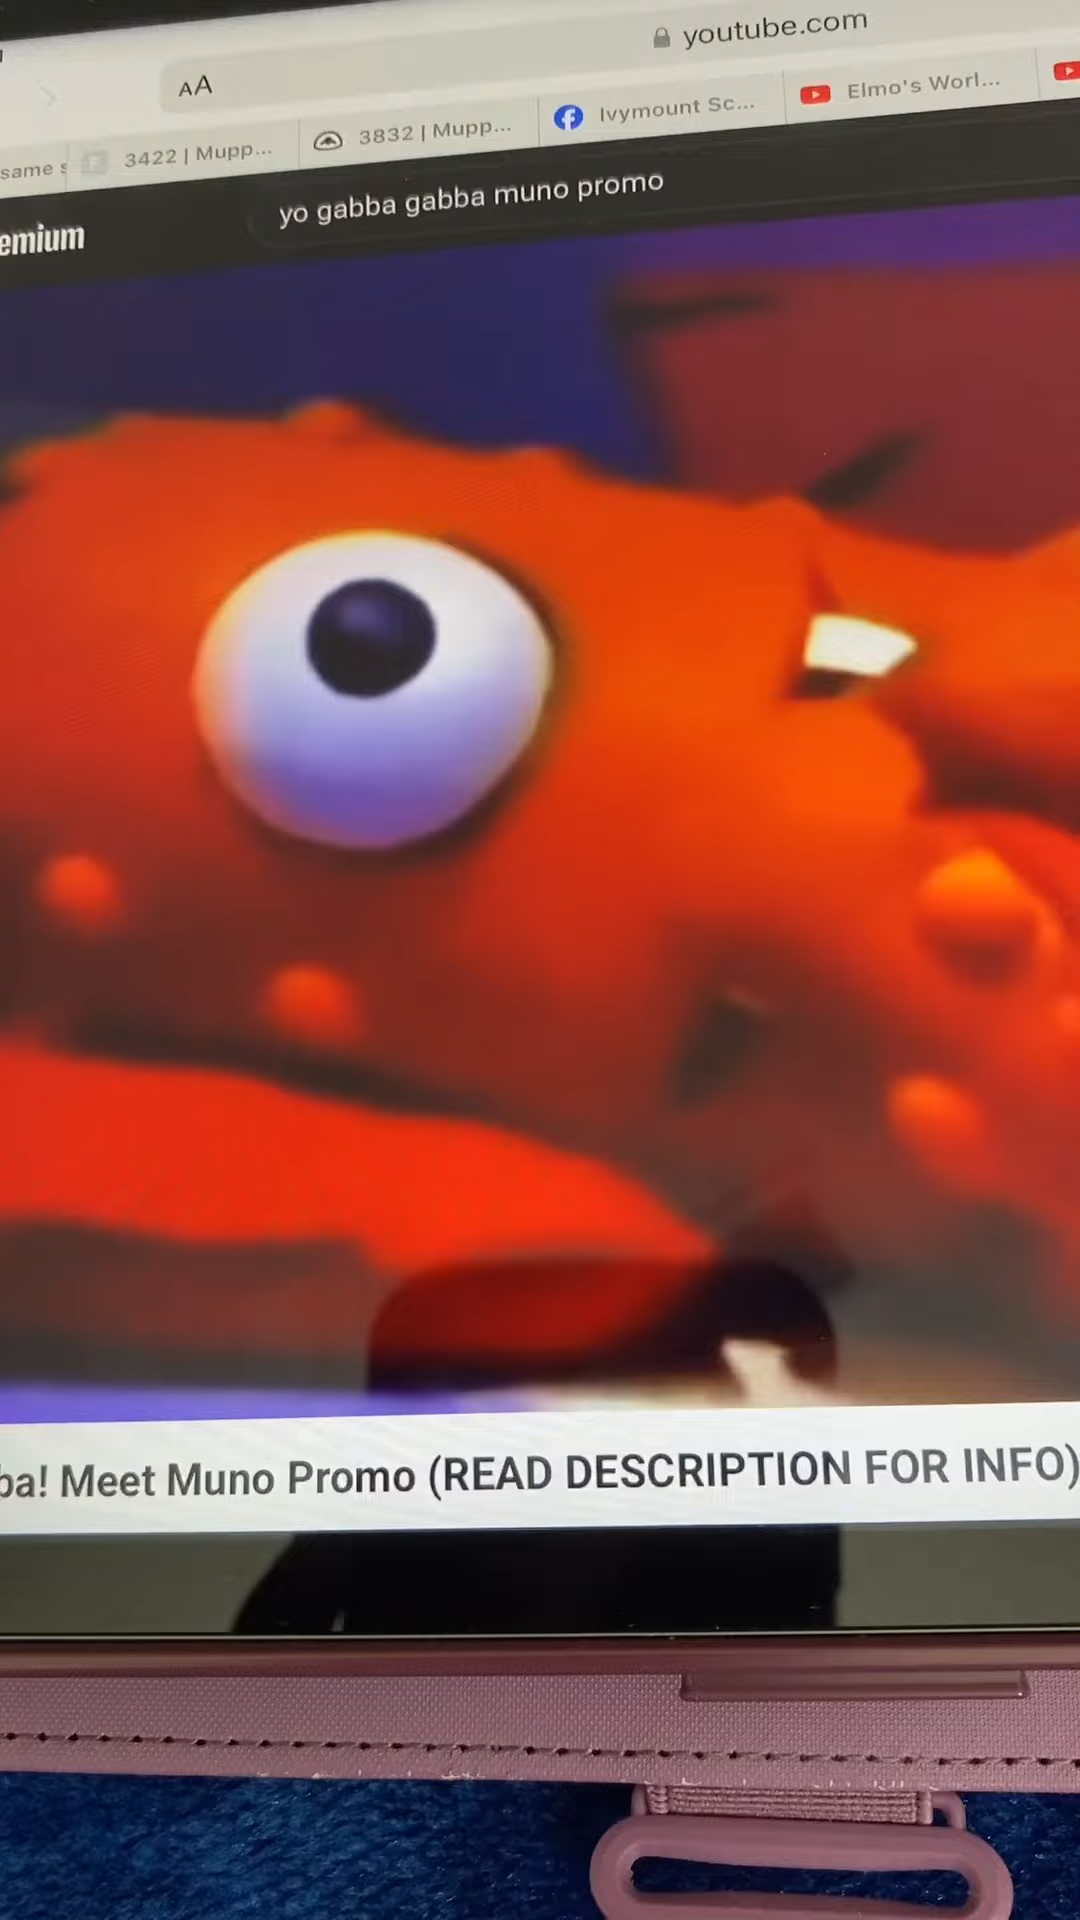 youtube.com
AA
same s
3422 | Mupp...
3832 | Mupp...
Ivymount Sc...
Elmo's Worl...
emium
yo gabba gabba muno promo
ba! Meet Muno Promo (READ DESCRIPTION FOR INFO)